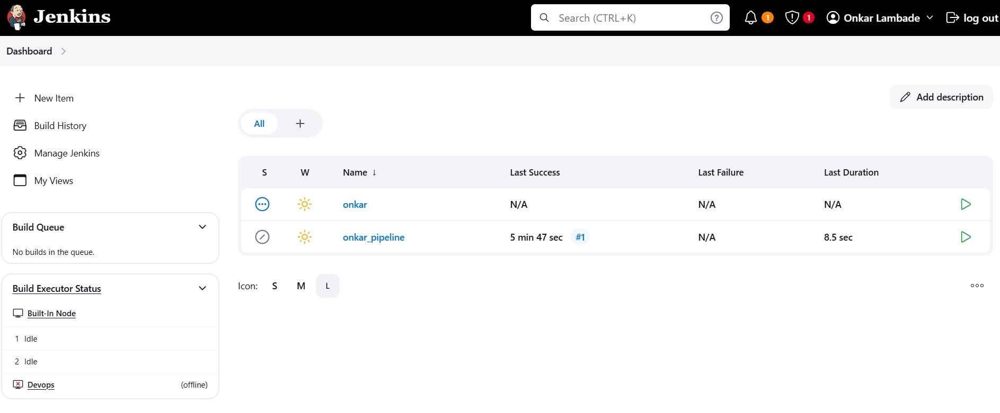 Jenkins
Search (CTRL+K)
?
1
1
Onkar Lambade
log out
Dashboard
New Item
Build History
Manage Jenkins
My Views
Build Queue
No builds in the queue.
Build Executor Status
Built-In Node
1 Idle
2 Idle
Devops (offline)
Add description
All +
S W Name ↓ Last Success Last Failure Last Duration
onkar N/A N/A N/A
onkar_pipeline 5 min 47 sec #1 N/A 8.5 sec
Icon: S M L